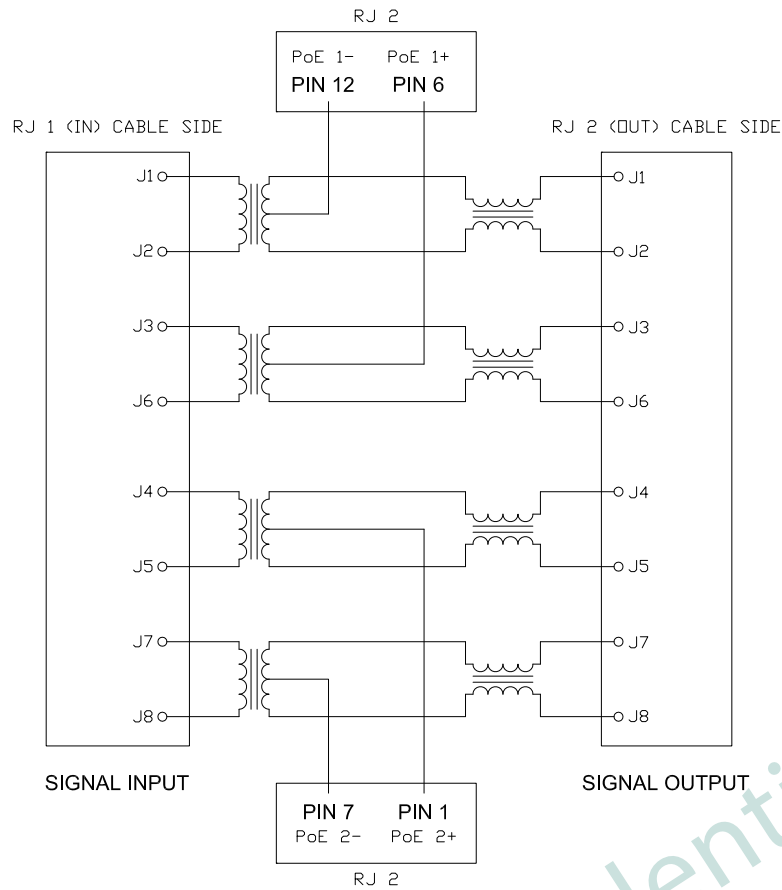 RJ 2
PoE 1- PoE 1+
PIN 12 PIN 6
RJ 1 (IN) CABLE SIDE
RJ 2 (OUT) CABLE SIDE
J1
J2
J3
J6
J4
J5
J7
J8
J1
J2
J3
J6
J4
J5
J7
J8
SIGNAL INPUT
SIGNAL OUTPUT
PIN 7 PIN 1
PoE 2- PoE 2+
RJ 2